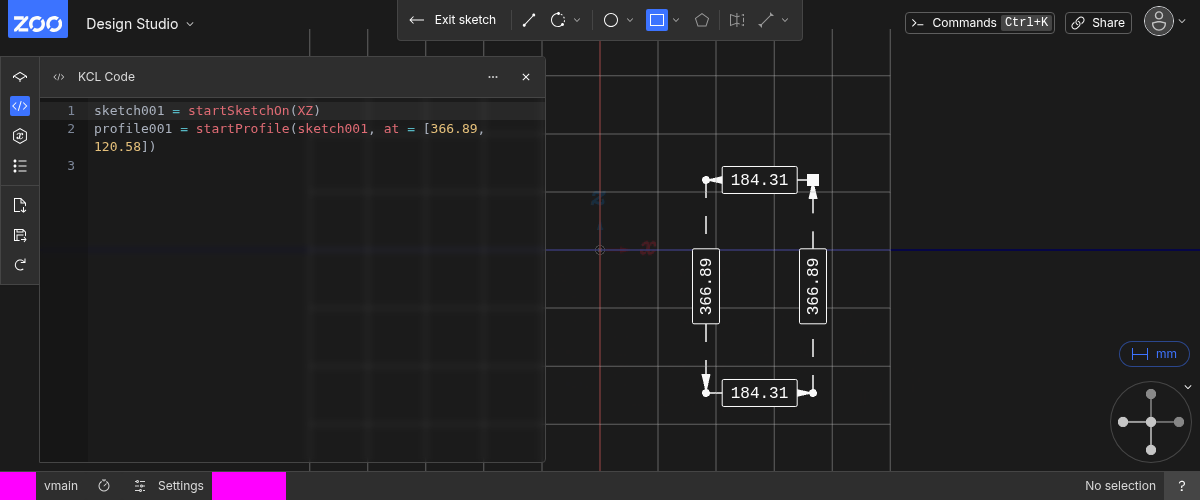 ZOO
Design Studio
Exit sketch
Commands Ctrl+K
Share
KCL Code
1 sketch001 = startSketchOn(XZ)
2 profile001 = startProfile(sketch001, at = [366.89,
120.58])
3
184.31
z
x
366.89
366.89
184.31
mm
vmain
Settings
No selection
?